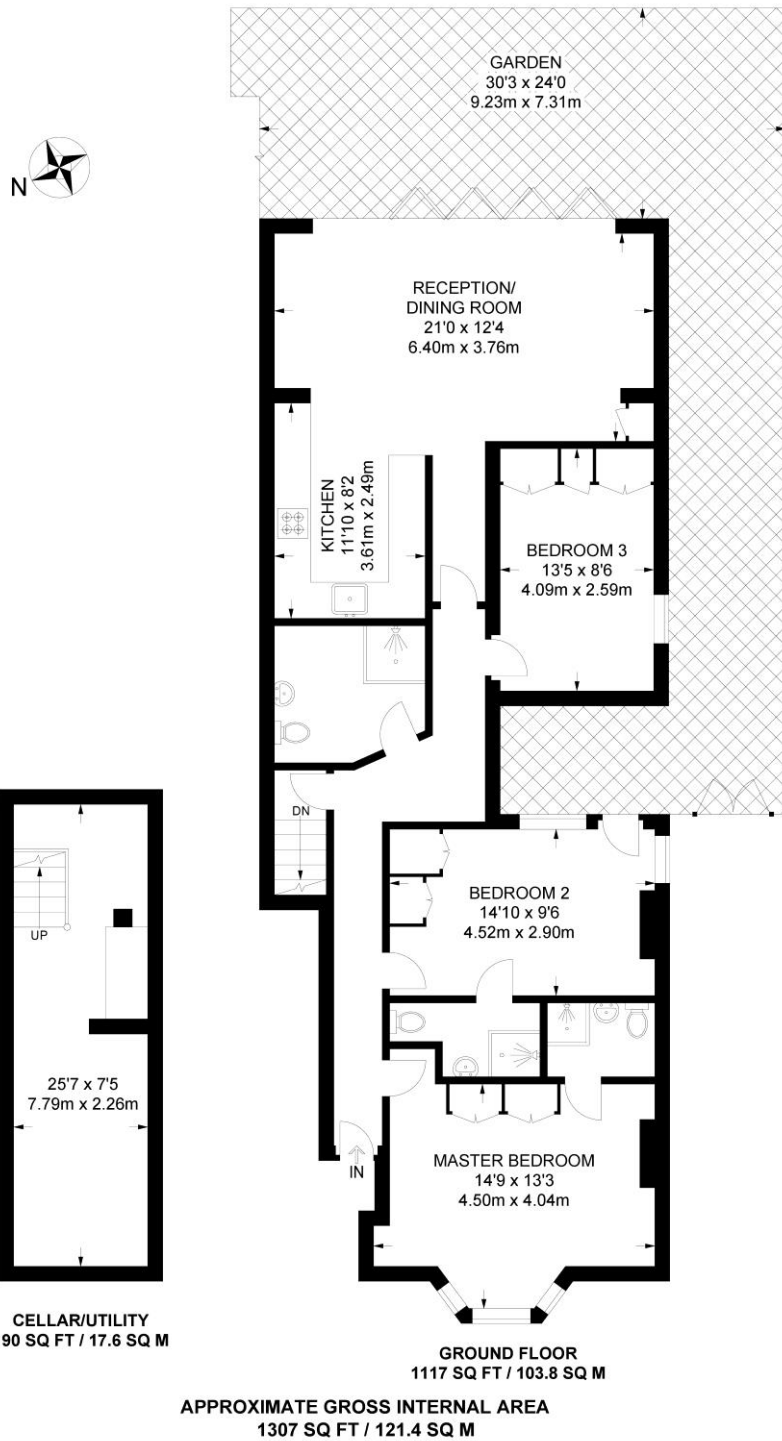 GARDEN
30'3 x 24'0
9.23m x 7.31m
N
RECEPTION/
DINING ROOM
21'0 x 12'4
6.40m x 3.76m
KITCHEN
11'10 x 8'2
3.61m x 2.49m
BEDROOM 3
13'5 x 8'6
4.09m x 2.59m
DN
BEDROOM 2
14'10 x 9'6
4.52m x 2.90m
UP
25'7 x 7'5
7.79m x 2.26m
IN
MASTER BEDROOM
14'9 x 13'3
4.50m x 4.04m
CELLAR/UTILITY
90 SQ FT / 17.6 SQ M
GROUND FLOOR
1117 SQ FT / 103.8 SQ M
APPROXIMATE GROSS INTERNAL AREA
1307 SQ FT / 121.4 SQ M